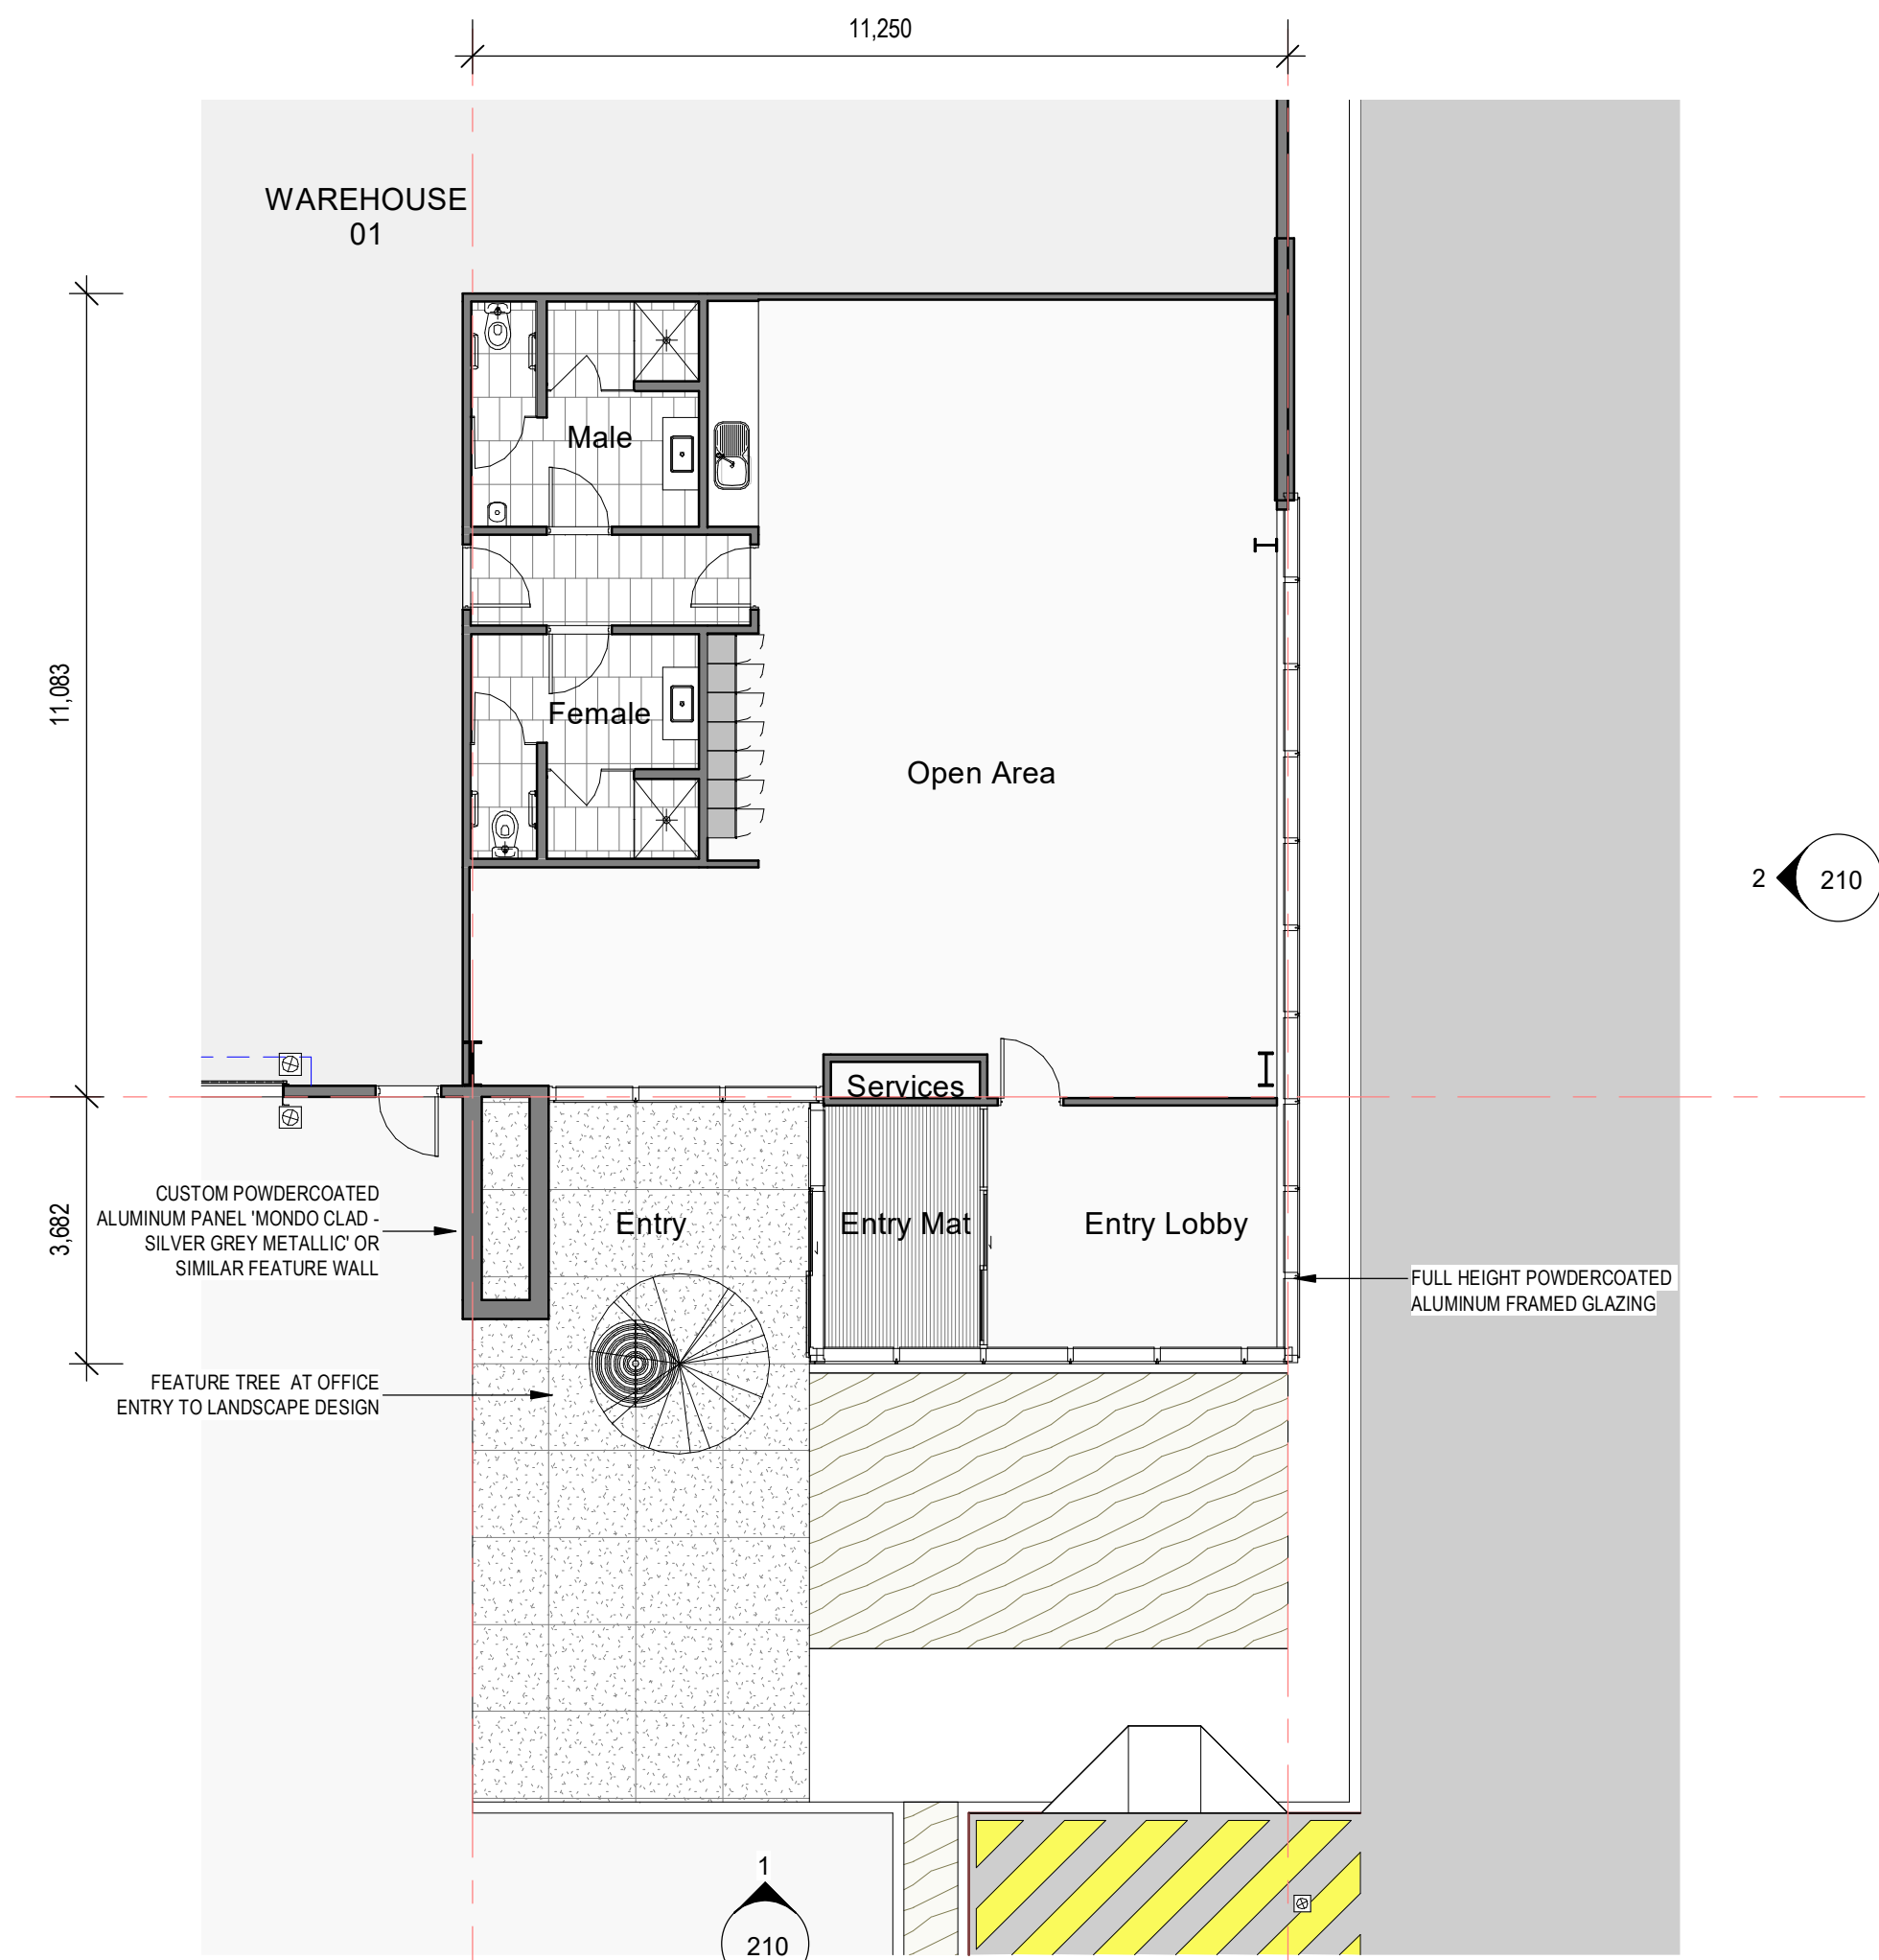 11,250
WAREHOUSE
01
Male
11,083
Female
Open Area
2
210
Services
CUSTOM POWDERCOATED
ALUMINUM PANEL 'MONDO CLAD -
SILVER GREY METALLIC' OR
SIMILAR FEATURE WALL
3,682
Entry
Entry Mat
Entry Lobby
FULL HEIGHT POWDERCOATED
ALUMINUM FRAMED GLAZING
FEATURE TREE AT OFFICE
ENTRY TO LANDSCAPE DESIGN
1
210